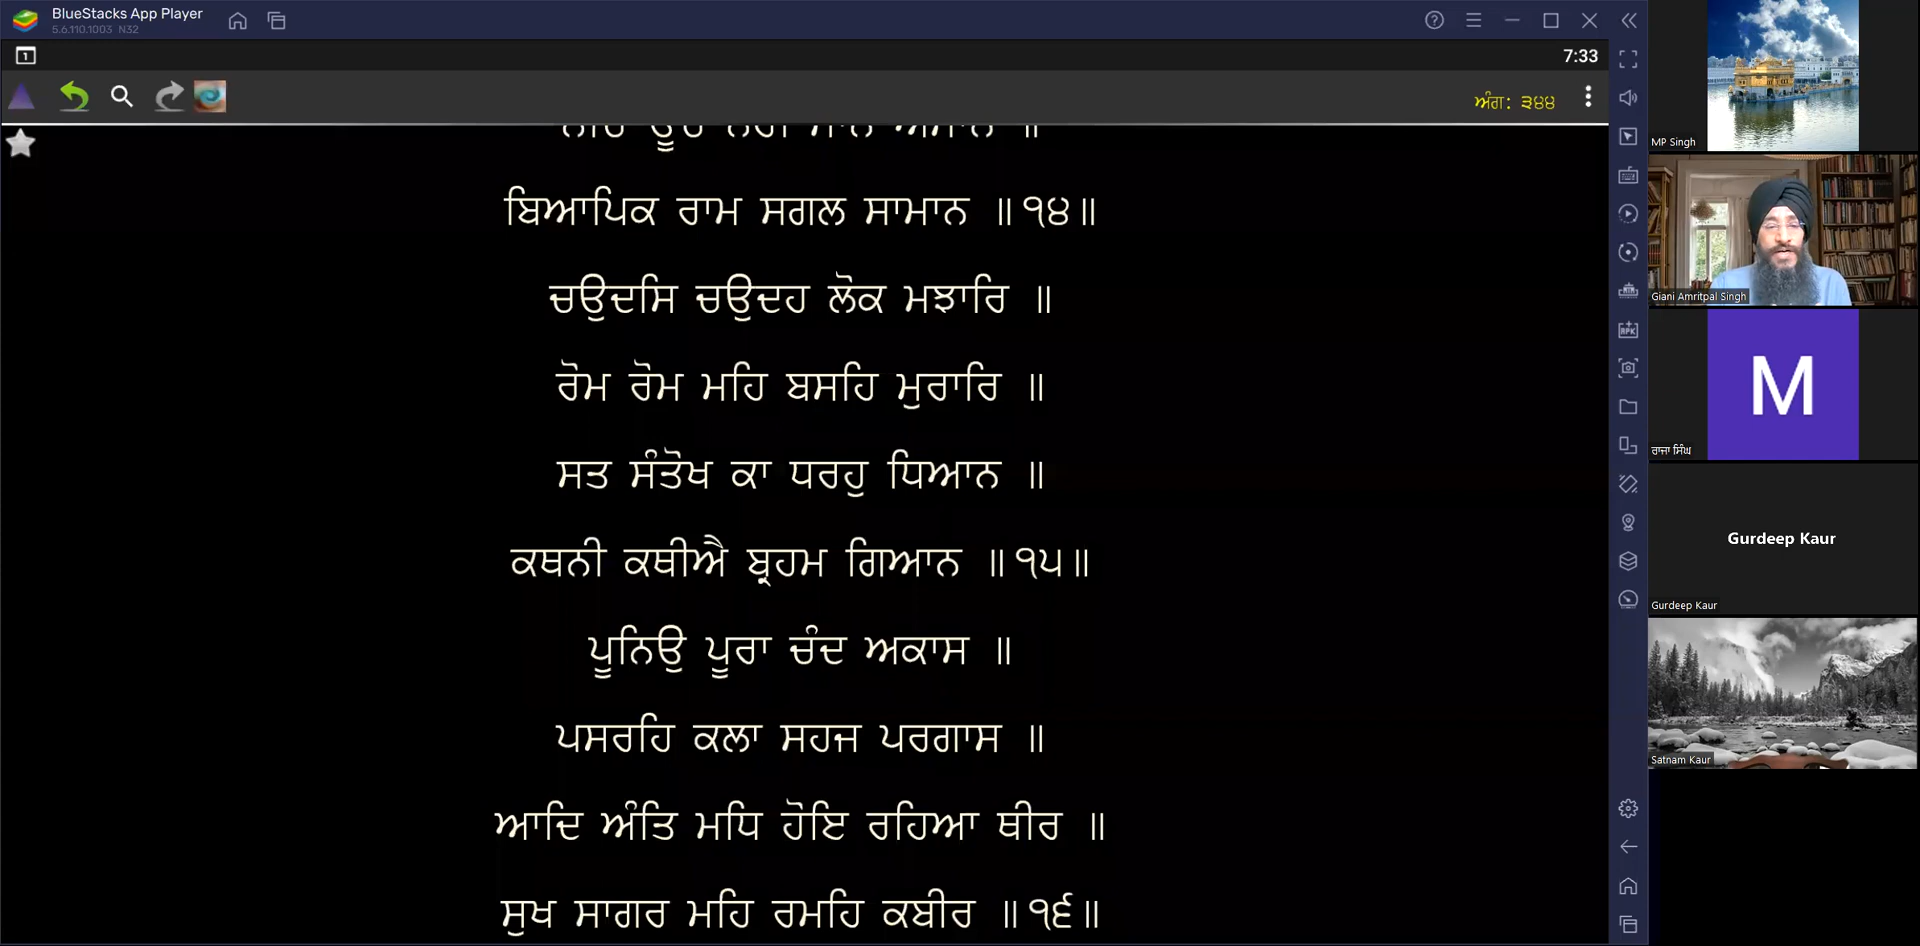 BlueStacks App Player
5.6.110.1003 N32
7:33
ਅੰਗ: ੩੪੪
ਬਿਆਪਿਕ ਰਾਮ ਸਗਲ ਸਾਮਾਨ ॥੧੪॥
ਚਉਦਸਿ ਚਉਦਹ ਲੋਕ ਮਝਾਰਿ ॥
ਰੋਮ ਰੋਮ ਮਹਿ ਬਸਹਿ ਮੁਰਾਰਿ ॥
ਸਤ ਸੰਤੋਖ ਕਾ ਧਰਹੁ ਧਿਆਨ ॥
ਕਥਨੀ ਕਥੀਐ ਬ੍ਰਹਮ ਗਿਆਨ ॥੧੫॥
ਪੂਨਿਉ ਪੂਰਾ ਚੰਦ ਅਕਾਸ ॥
ਪਸਰਹਿ ਕਲਾ ਸਹਜ ਪਰਗਾਸ ॥
ਆਦਿ ਅੰਤਿ ਮਧਿ ਹੋਇ ਰਹਿਆ ਥੀਰ ॥
ਸੁਖ ਸਾਗਰ ਮਹਿ ਰਮਹਿ ਕਬੀਰ ॥੧੬॥
MP Singh
Giani Amritpal Singh
M
ਰਾਜਾ ਸਿੰਘ
Gurdeep Kaur
Gurdeep Kaur
Satnam Kaur